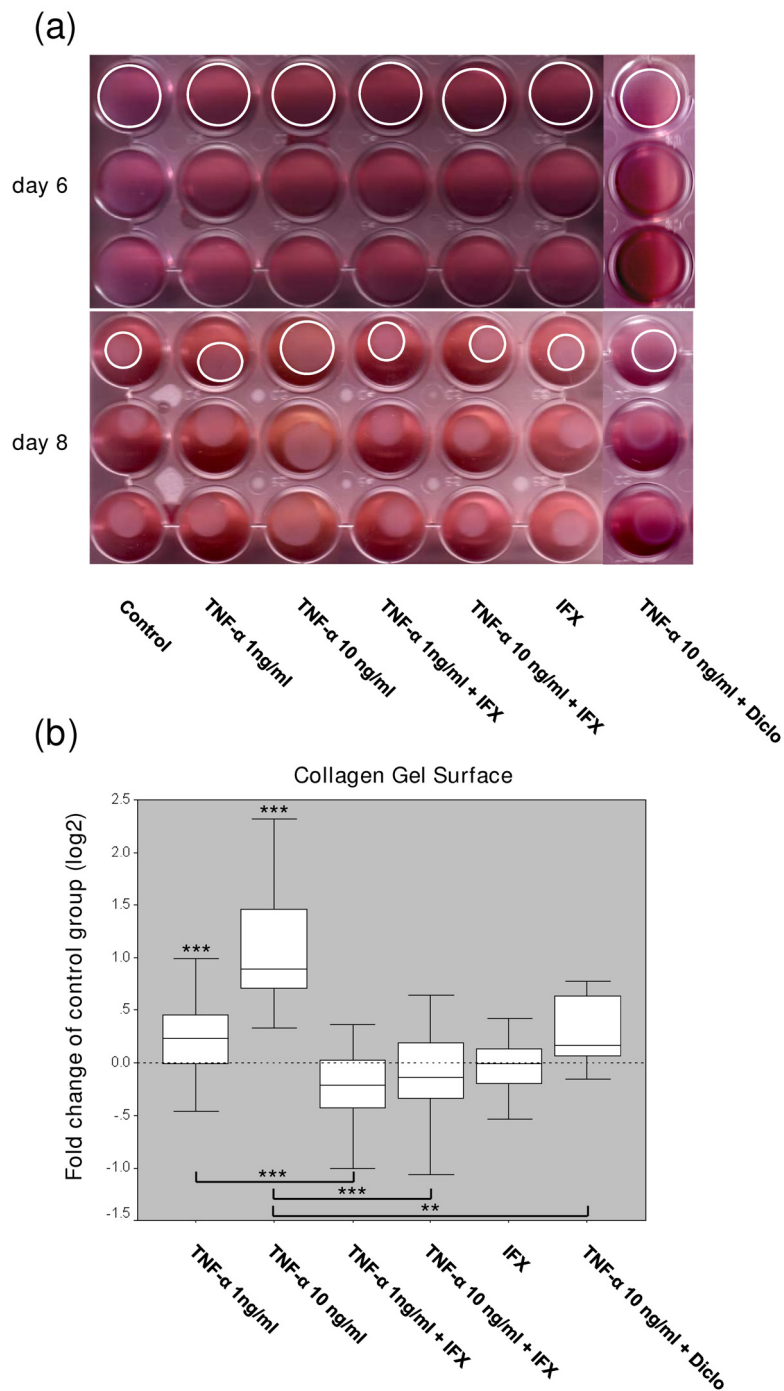 (a)
day 6
day 8
Control
TNF-α 1ng/ml
TNF-α 10 ng/ml
TNF-α 1ng/ml + IFX
TNF-α 10 ng/ml + IFX
IFX
TNF-α 10 ng/ml + Diclo
(b)
Collagen Gel Surface
Fold change of control group (log2)
2.5
2.0
1.5
1.0
.5
0.0
-.5
-1.0
-1.5
***
***
***
***
**
TNF-α 1ng/ml
TNF-α 10 ng/ml
TNF-α 1ng/ml + IFX
TNF-α 10 ng/ml + IFX
IFX
TNF-α 10 ng/ml + Diclo